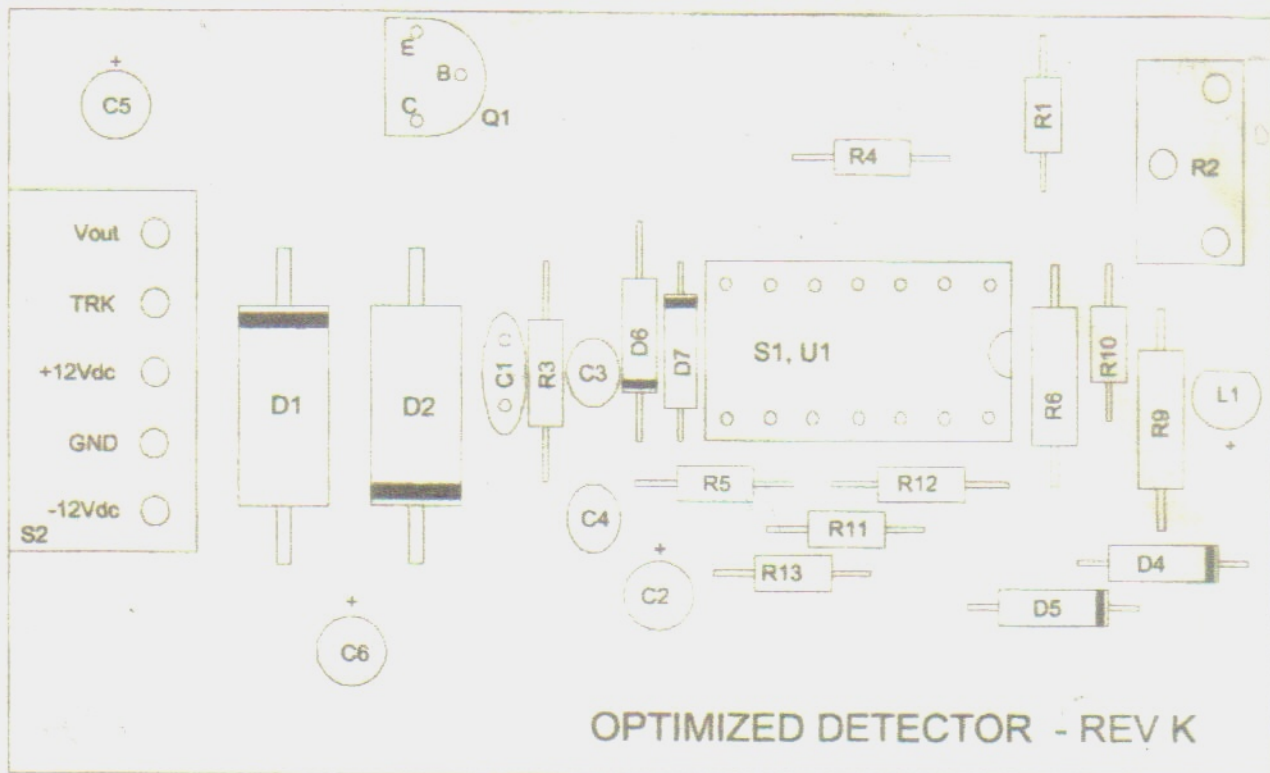 +
C5
E
B
C
Q1
R1
R4
R2
Vout
TRK
+12Vdc
GND
-12Vdc
S2
D1
D2
C1
R3
C3
D6
D7
S1, U1
R6
R10
R9
L1
+
R5
R12
C4
R11
R13
+
C2
D4
D5
+
C6
OPTIMIZED DETECTOR - REV K